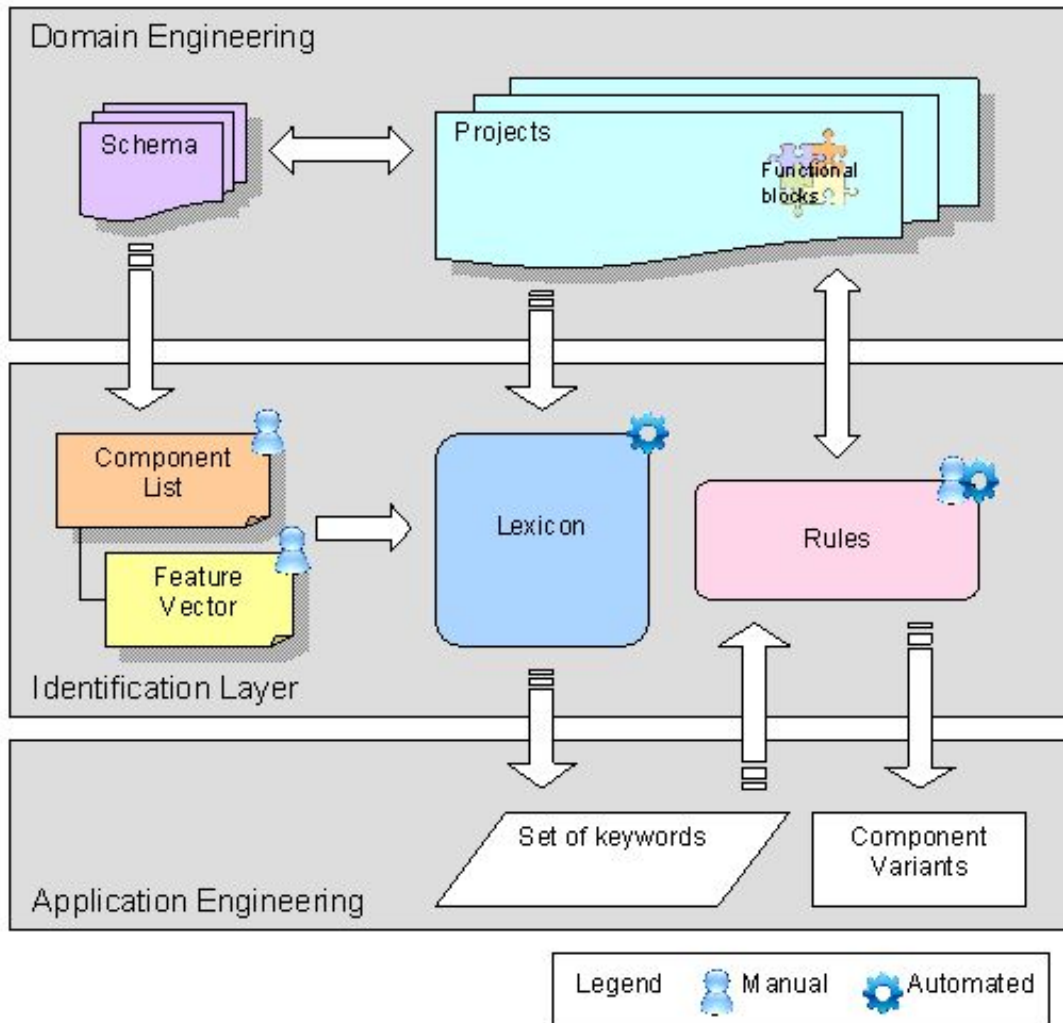 Domain Engineering
Schema
Projects
Functional
blocks
Component
List
Feature
Vector
Lexicon
Rules
Identification Layer
Set of keywords
Component
Variants
Application Engineering
Legend
Manual
Automated